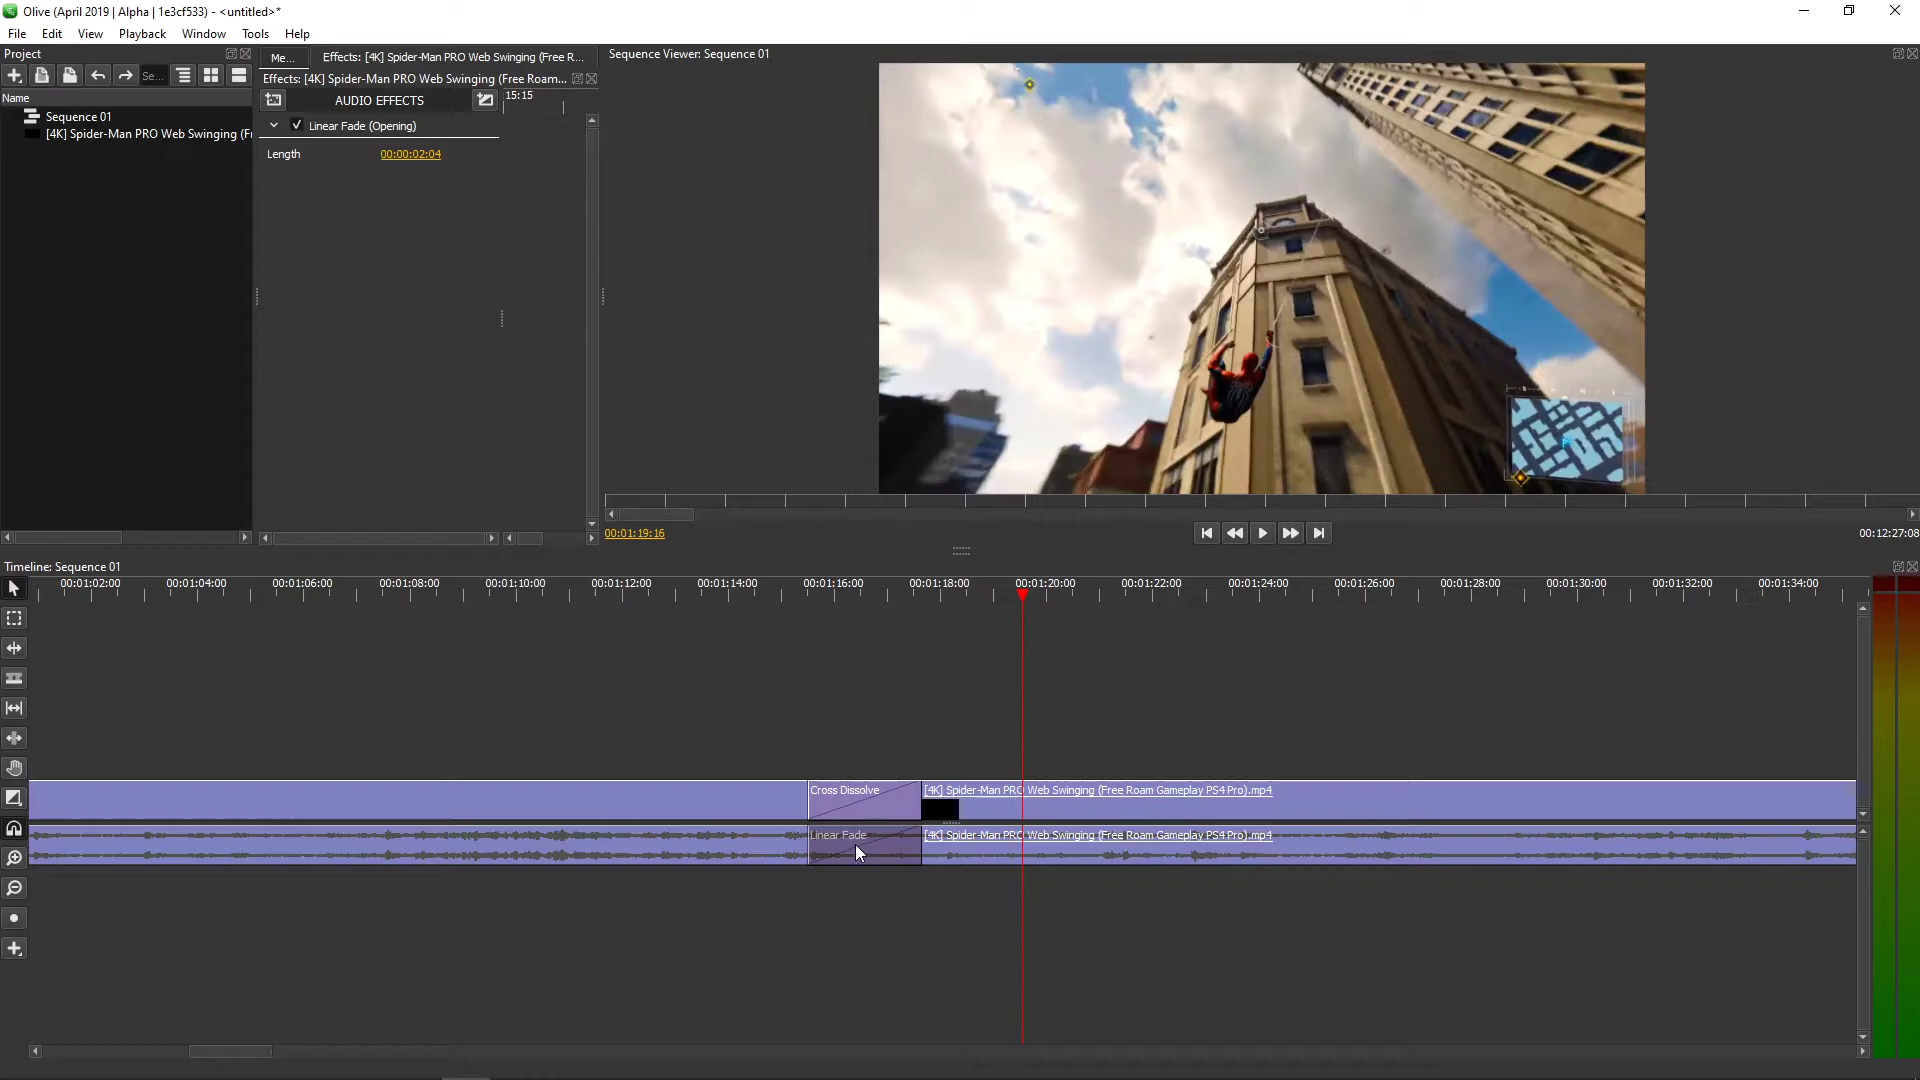 Olive (April 2019 | Alpha | 1e3cf533) - <untitled>*
File Edit View Playback Window Tools Help
Project
Me... Effects: [4K] Spider-Man PRO Web Swinging (Free R...
Sequence Viewer: Sequence 01
Se...
Effects: [4K] Spider-Man PRO Web Swinging (Free Roam...
Name
AUDIO EFFECTS
15:15
Sequence 01
[4K] Spider-Man PRO Web Swinging (Fr
Linear Fade (Opening)
Length 00:00:02:04
00:01:19:16
00:12:27:08
Timeline: Sequence 01
00:01:02:00 00:01:04:00 00:01:06:00 00:01:08:00 00:01:10:00 00:01:12:00 00:01:14:00 00:01:16:00 00:01:18:00 00:01:20:00 00:01:22:00 00:01:24:00 00:01:26:00 00:01:28:00 00:01:30:00 00:01:32:00 00:01:34:00
Cross Dissolve [4K] Spider-Man PRO Web Swinging (Free Roam Gameplay PS4 Pro).mp4
Linear Fade [4K] Spider-Man PRO Web Swinging (Free Roam Gameplay PS4 Pro).mp4